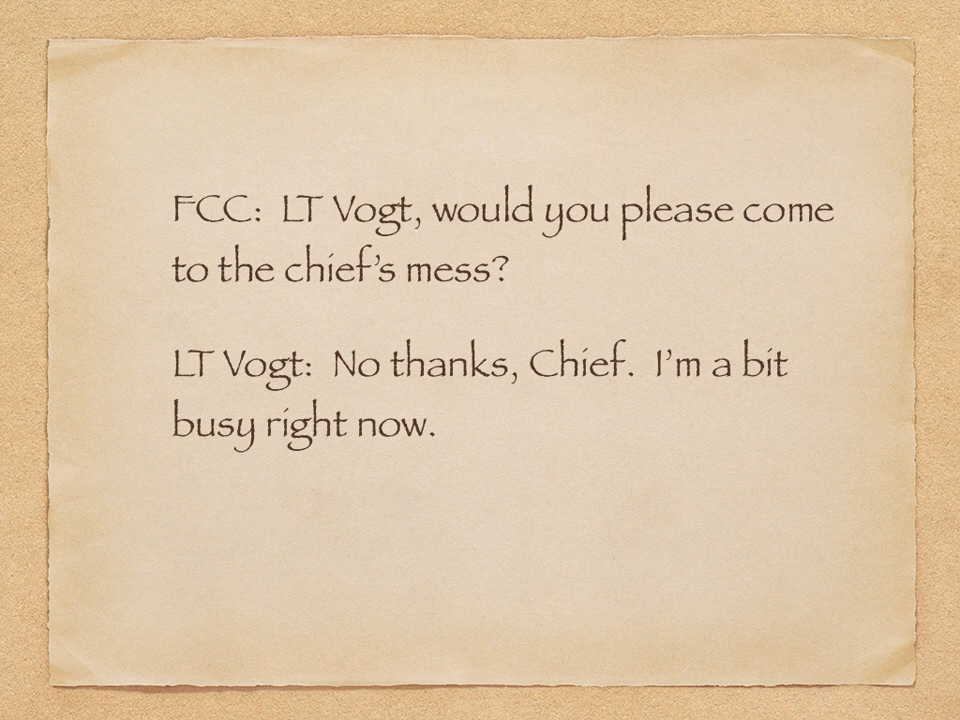 FCC:  LT Vogt, would you please come
to the chief’s mess?
LT Vogt:  No thanks, Chief.  I’m a bit
busy right now.